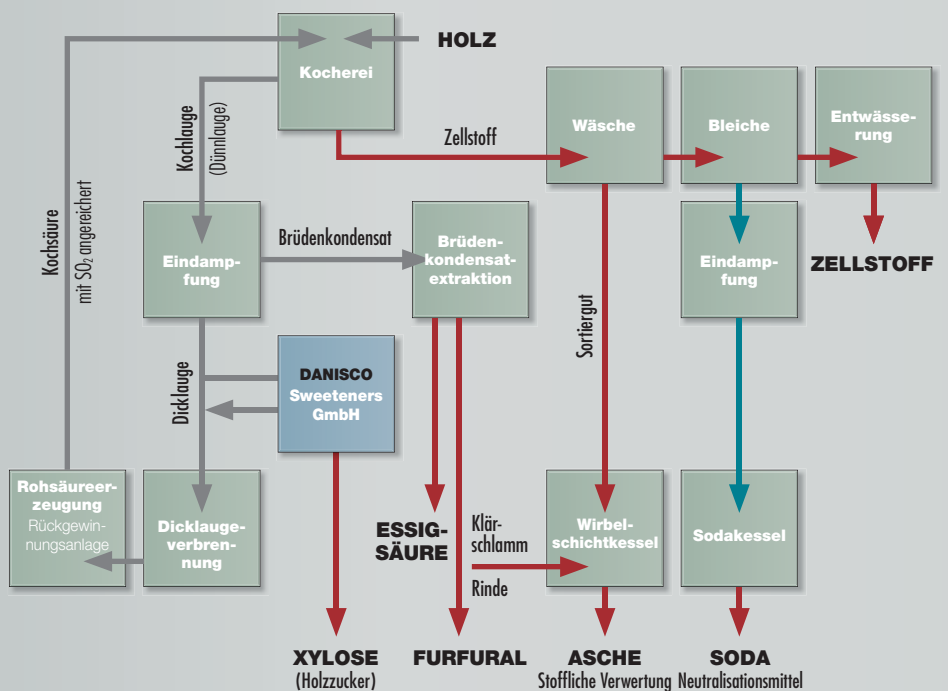 HOLZ
Kocherei
Kochsäure
mit SO₂ angereichert
Kochlauge
(Dünnlauge)
Zellstoff
Wäsche
Bleiche
Entwässe-
rung
Eindamp-
fung
Brüdenkondensat
Brüden-
kondensat-
extraktion
Eindamp-
fung
ZELLSTOFF
Sortiergut
Dicklauge
DANISCO
Sweeteners
GmbH
Rohsäureer-
zeugung
Rückgewin-
nungsanlage
Dicklauge-
verbren-
nung
ESSIG-
SÄURE
Klär-
schlamm
Rinde
Wirbel-
schichtkessel
Sodakessel
XYLOSE
(Holzzucker)
FURFURAL
ASCHE
Stoffliche Verwertung
SODA
Neutralisationsmittel